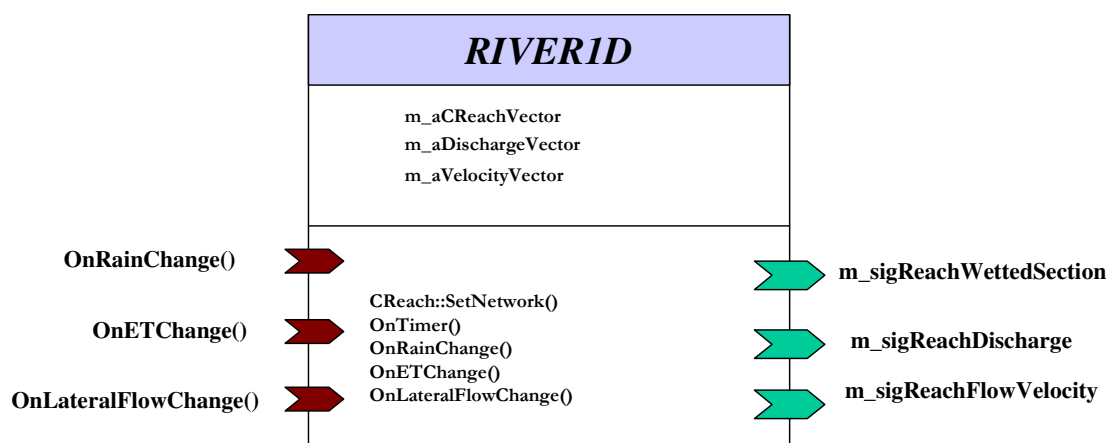 RIVER1D
m_aCReachVector
m_aDischargeVector
m_aVelocityVector
OnRainChange()
OnETChange()
OnLateralFlowChange()
CReach::SetNetwork()
OnTimer()
OnRainChange()
OnETChange()
OnLateralFlowChange()
m_sigReachWettedSection
m_sigReachDischarge
m_sigReachFlowVelocity